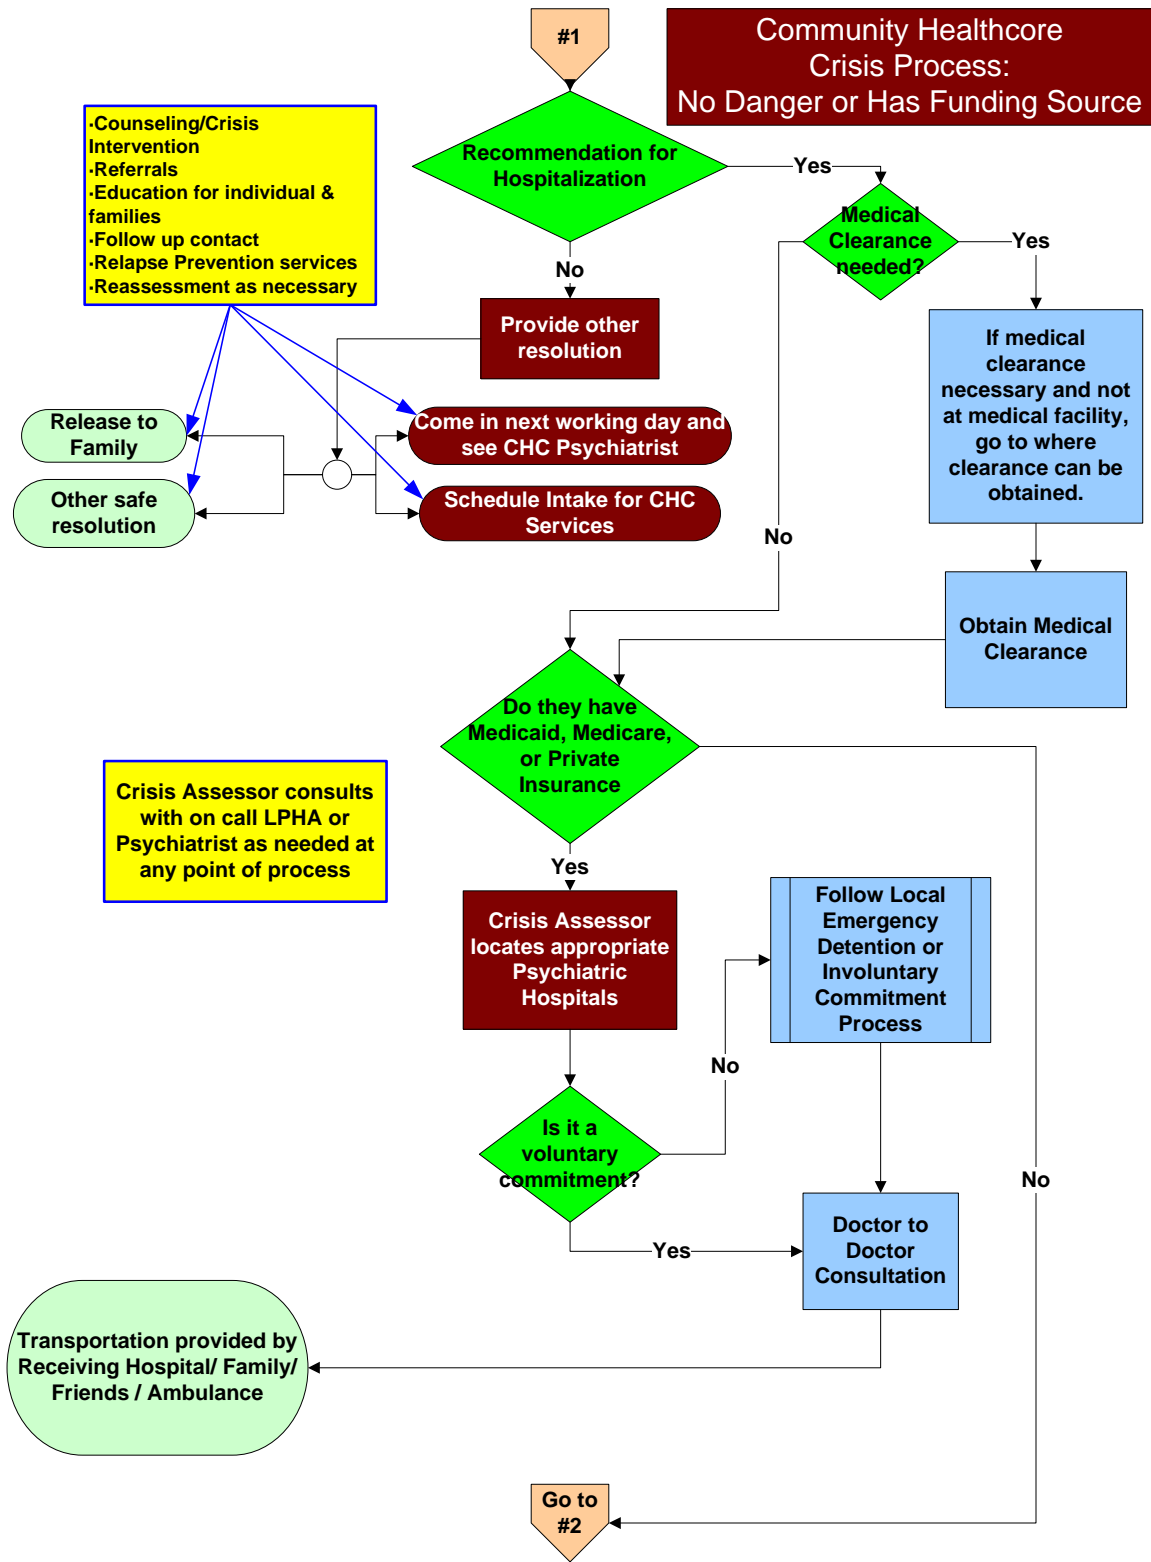 #1
Community Healthcore
Crisis Process:
No Danger or Has Funding Source
·Counseling/Crisis
Intervention
·Referrals
·Education for individual &
families
·Follow up contact
·Relapse Prevention services
·Reassessment as necessary
Recommendation for
Hospitalization
Yes
Medical
Clearance
needed?
Yes
No
Provide other
resolution
If medical
clearance
necessary and not
at medical facility,
go to where
clearance can be
obtained.
Release to
Family
Come in next working day and
see CHC Psychiatrist
Other safe
resolution
Schedule Intake for CHC
Services
No
Obtain Medical
Clearance
Do they have
Medicaid, Medicare,
or Private
Insurance
Crisis Assessor consults
with on call LPHA or
Psychiatrist as needed at
any point of process
Yes
Crisis Assessor
locates appropriate
Psychiatric
Hospitals
Follow Local
Emergency
Detention or
Involuntary
Commitment
Process
No
Is it a
voluntary
commitment?
No
Yes
Doctor to
Doctor
Consultation
Transportation provided by
Receiving Hospital/ Family/
Friends / Ambulance
Go to
#2